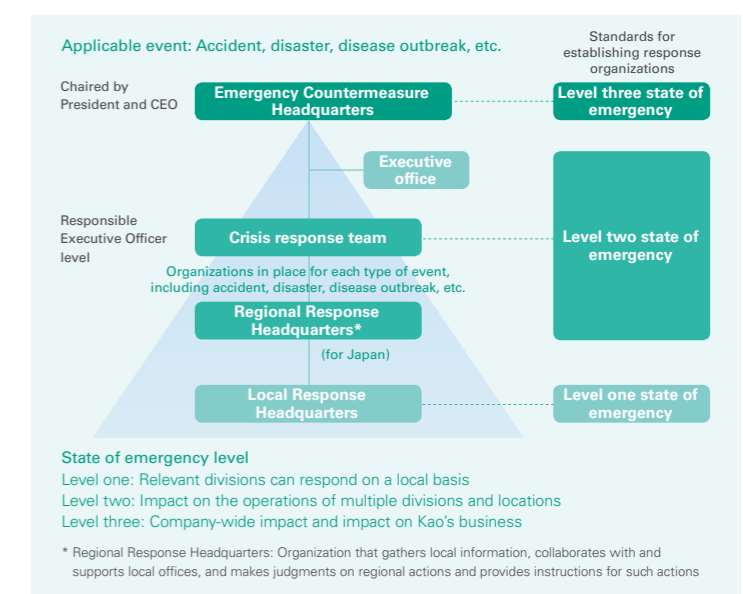 Applicable event: Accident, disaster, disease outbreak, etc.
Standards for
establishing response
organizations
Chaired by
President and CEO
Emergency Countermeasure
Headquarters
Level three state of
emergency
Executive
office
Responsible
Executive Officer
level
Crisis response team
Level two state of
emergency
Organizations in place for each type of event,
including accident, disaster, disease outbreak, etc.
Regional Response
Headquarters*
(for Japan)
Local Response
Headquarters
Level one state of
emergency
State of emergency level
Level one: Relevant divisions can respond on a local basis
Level two: Impact on the operations of multiple divisions and locations
Level three: Company-wide impact and impact on Kao's business
* Regional Response Headquarters: Organization that gathers local information, collaborates with and
supports local offices, and makes judgments on regional actions and provides instructions for such actions